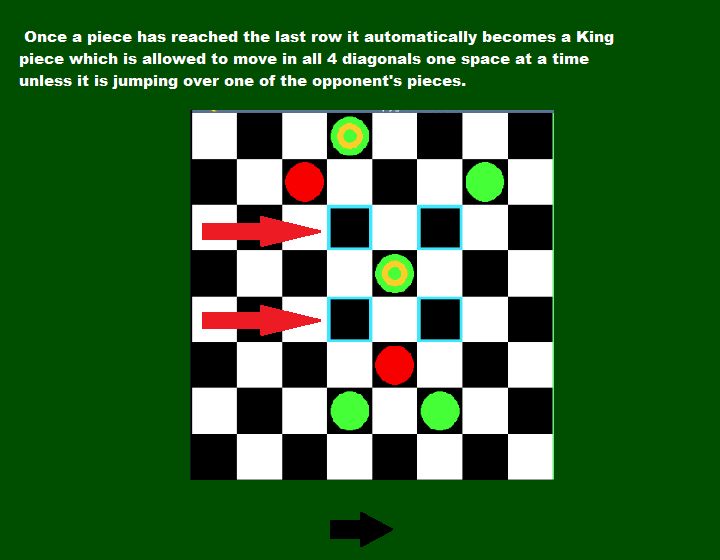 Once a piece has reached the last row it automatically becomes a King
piece which is allowed to move in all 4 diagonals one space at a time
unless it is jumping over one of the opponent's pieces.